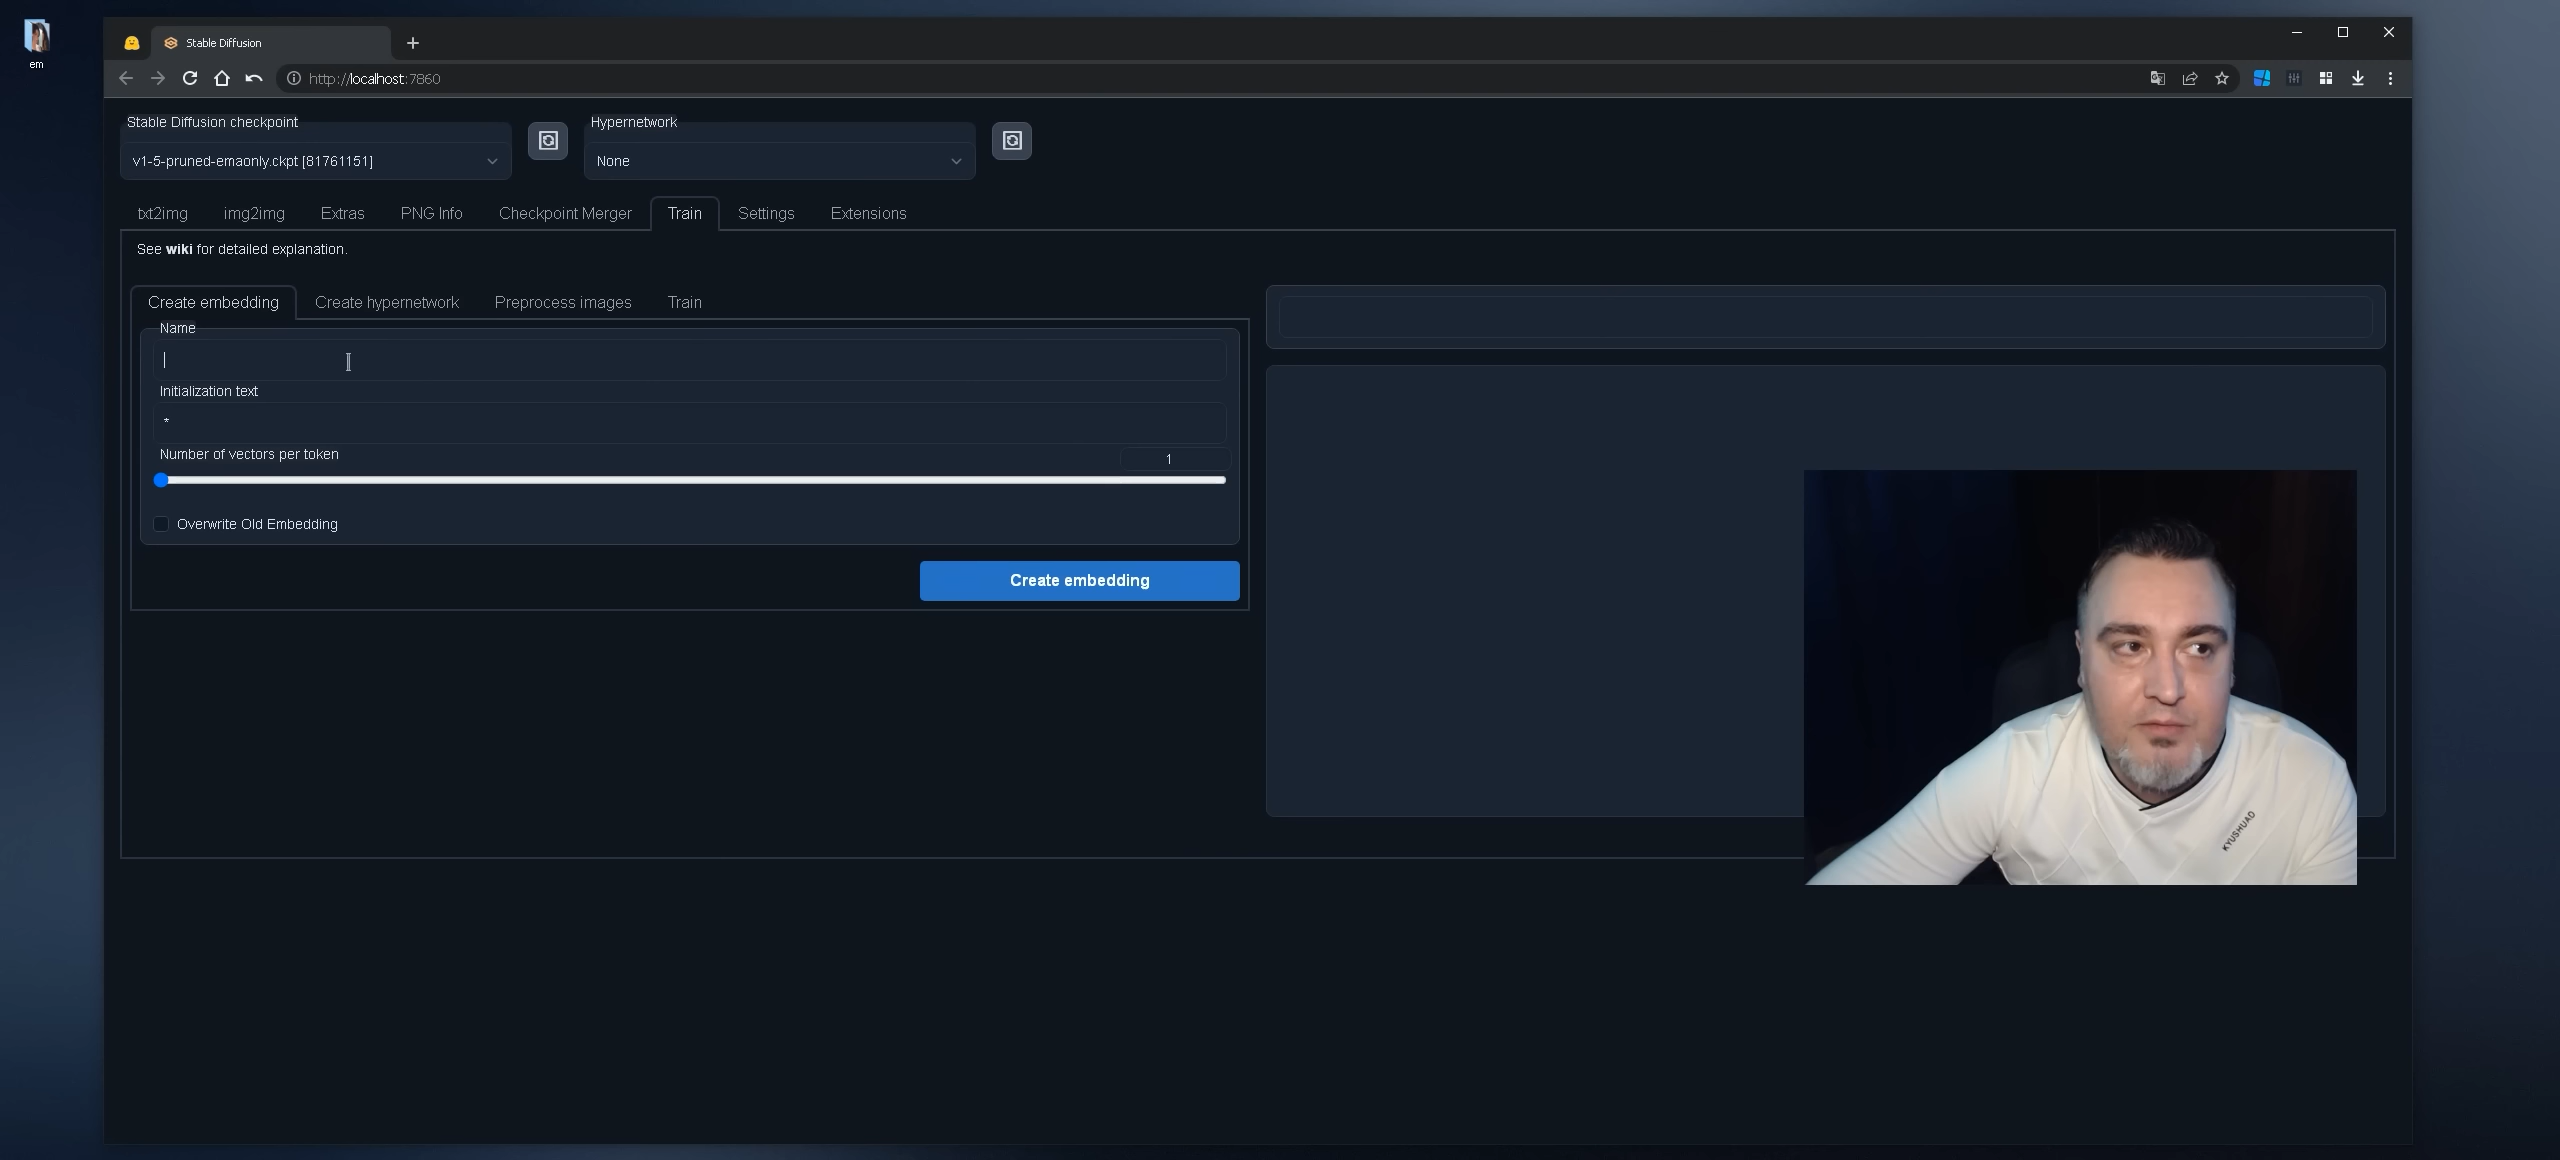 em
Stable Diffusion
http://localhost:7860
Stable Diffusion checkpoint
v1-5-pruned-emaonly.ckpt [81761151]
Hypernetwork
None
txt2img
img2img
Extras
PNG Info
Checkpoint Merger
Train
Settings
Extensions
See wiki for detailed explanation.
Create embedding
Create hypernetwork
Preprocess images
Train
Name
Initialization text
*
Number of vectors per token
1
Overwrite Old Embedding
Create embedding
KYUSHUAD